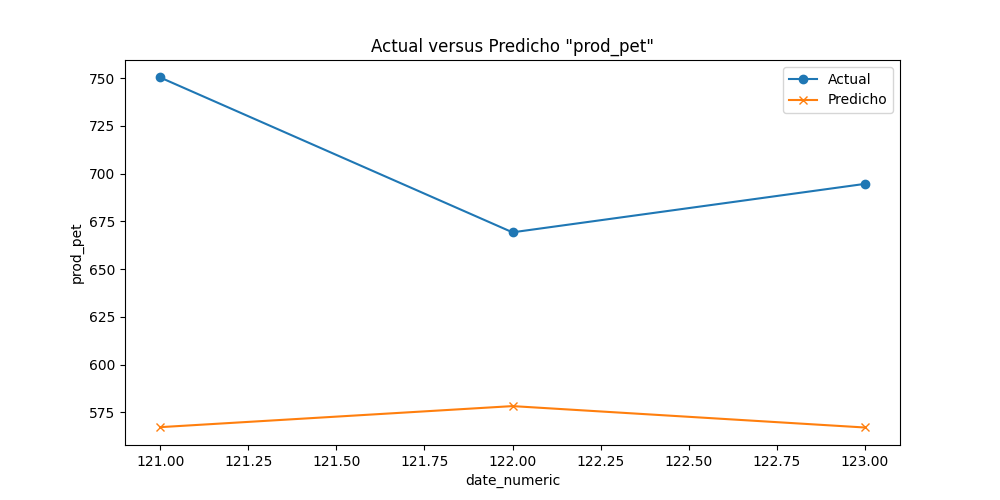 Actual versus Predicho "prod_pet"
Actual
Predicho
750
725
700
675
650
625
600
575
prod_pet
121.00 121.25 121.50 121.75 122.00 122.25 122.50 122.75 123.00
date_numeric